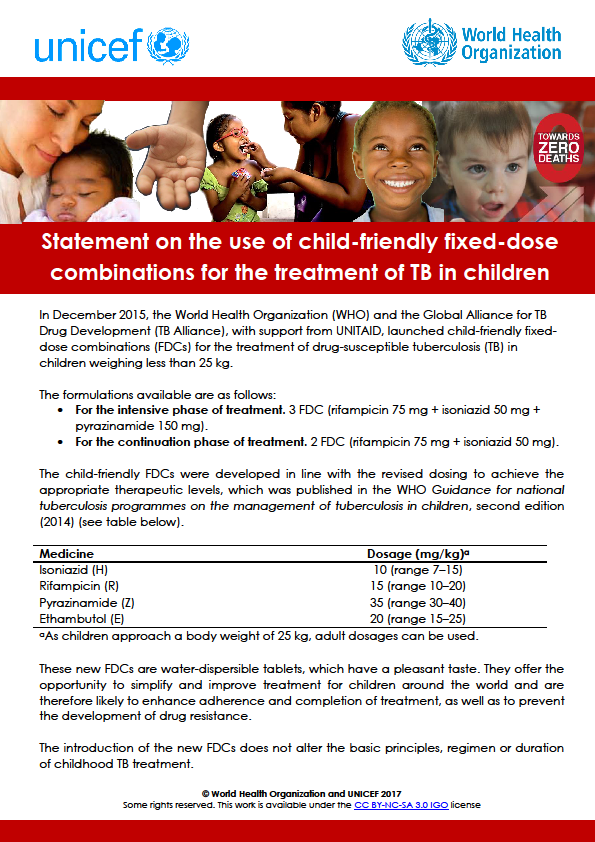 unicef
World Health
Organization
TOWARDS
ZERO
DEATHS
Statement on the use of child-friendly fixed-dose
combinations for the treatment of TB in children
In December 2015, the World Health Organization (WHO) and the Global Alliance for TB
Drug Development (TB Alliance), with support from UNITAID, launched child-friendly fixed-
dose combinations (FDCs) for the treatment of drug-susceptible tuberculosis (TB) in
children weighing less than 25 kg.
The formulations available are as follows:
• For the intensive phase of treatment. 3 FDC (rifampicin 75 mg + isoniazid 50 mg +
pyrazinamide 150 mg).
• For the continuation phase of treatment. 2 FDC (rifampicin 75 mg + isoniazid 50 mg).
The child-friendly FDCs were developed in line with the revised dosing to achieve the
appropriate therapeutic levels, which was published in the WHO Guidance for national
tuberculosis programmes on the management of tuberculosis in children, second edition
(2014) (see table below).
Medicine Dosage (mg/kg)ᵃ
Isoniazid (H) 10 (range 7–15)
Rifampicin (R) 15 (range 10–20)
Pyrazinamide (Z) 35 (range 30–40)
Ethambutol (E) 20 (range 15–25)
ᵃAs children approach a body weight of 25 kg, adult dosages can be used.
These new FDCs are water-dispersible tablets, which have a pleasant taste. They offer the
opportunity to simplify and improve treatment for children around the world and are
therefore likely to enhance adherence and completion of treatment, as well as to prevent
the development of drug resistance.
The introduction of the new FDCs does not alter the basic principles, regimen or duration
of childhood TB treatment.
© World Health Organization and UNICEF 2017
Some rights reserved. This work is available under the CC BY-NC-SA 3.0 IGO license